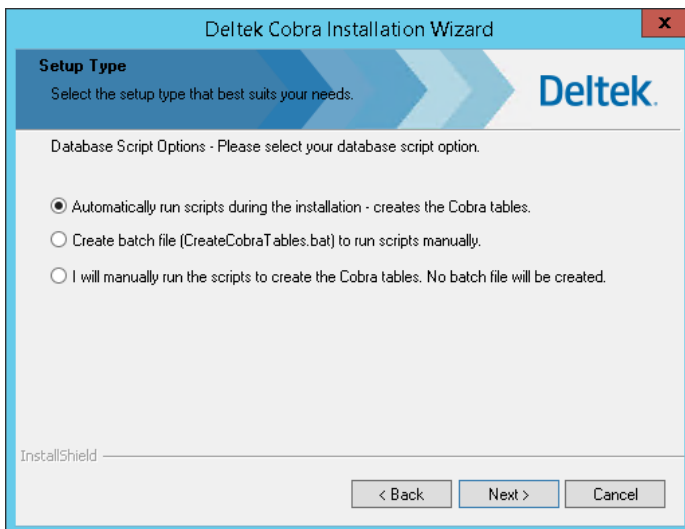 Deltek Cobra Installation Wizard
x
Setup Type
Select the setup type that best suits your needs.
Deltek.
Database Script Options - Please select your database script option.
Automatically run scripts during the installation - creates the Cobra tables.
Create batch file (CreateCobraTables.bat) to run scripts manually.
I will manually run the scripts to create the Cobra tables. No batch file will be created.
InstallShield
< Back Next > Cancel